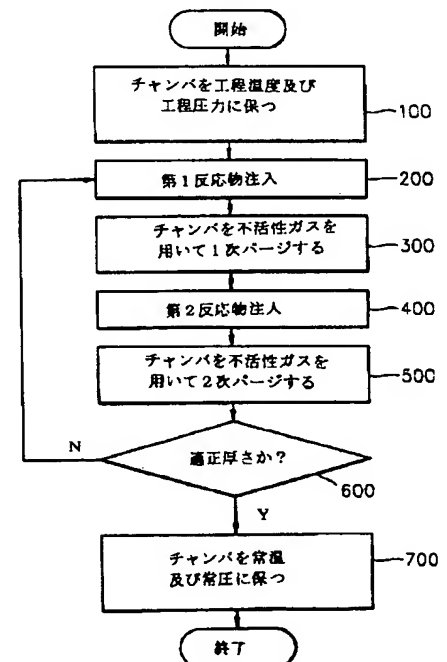 開始
チャンバを工程温度及び
工程圧力に保つ
100
第1反応物注入
200
チャンバを不活性ガスを
用いて1次パージする
300
第2反応物注入
400
チャンバを不活性ガスを
用いて2次パージする
500
適正厚さか?
N
600
Y
チャンバを常温
及び常圧に保つ
700
終了